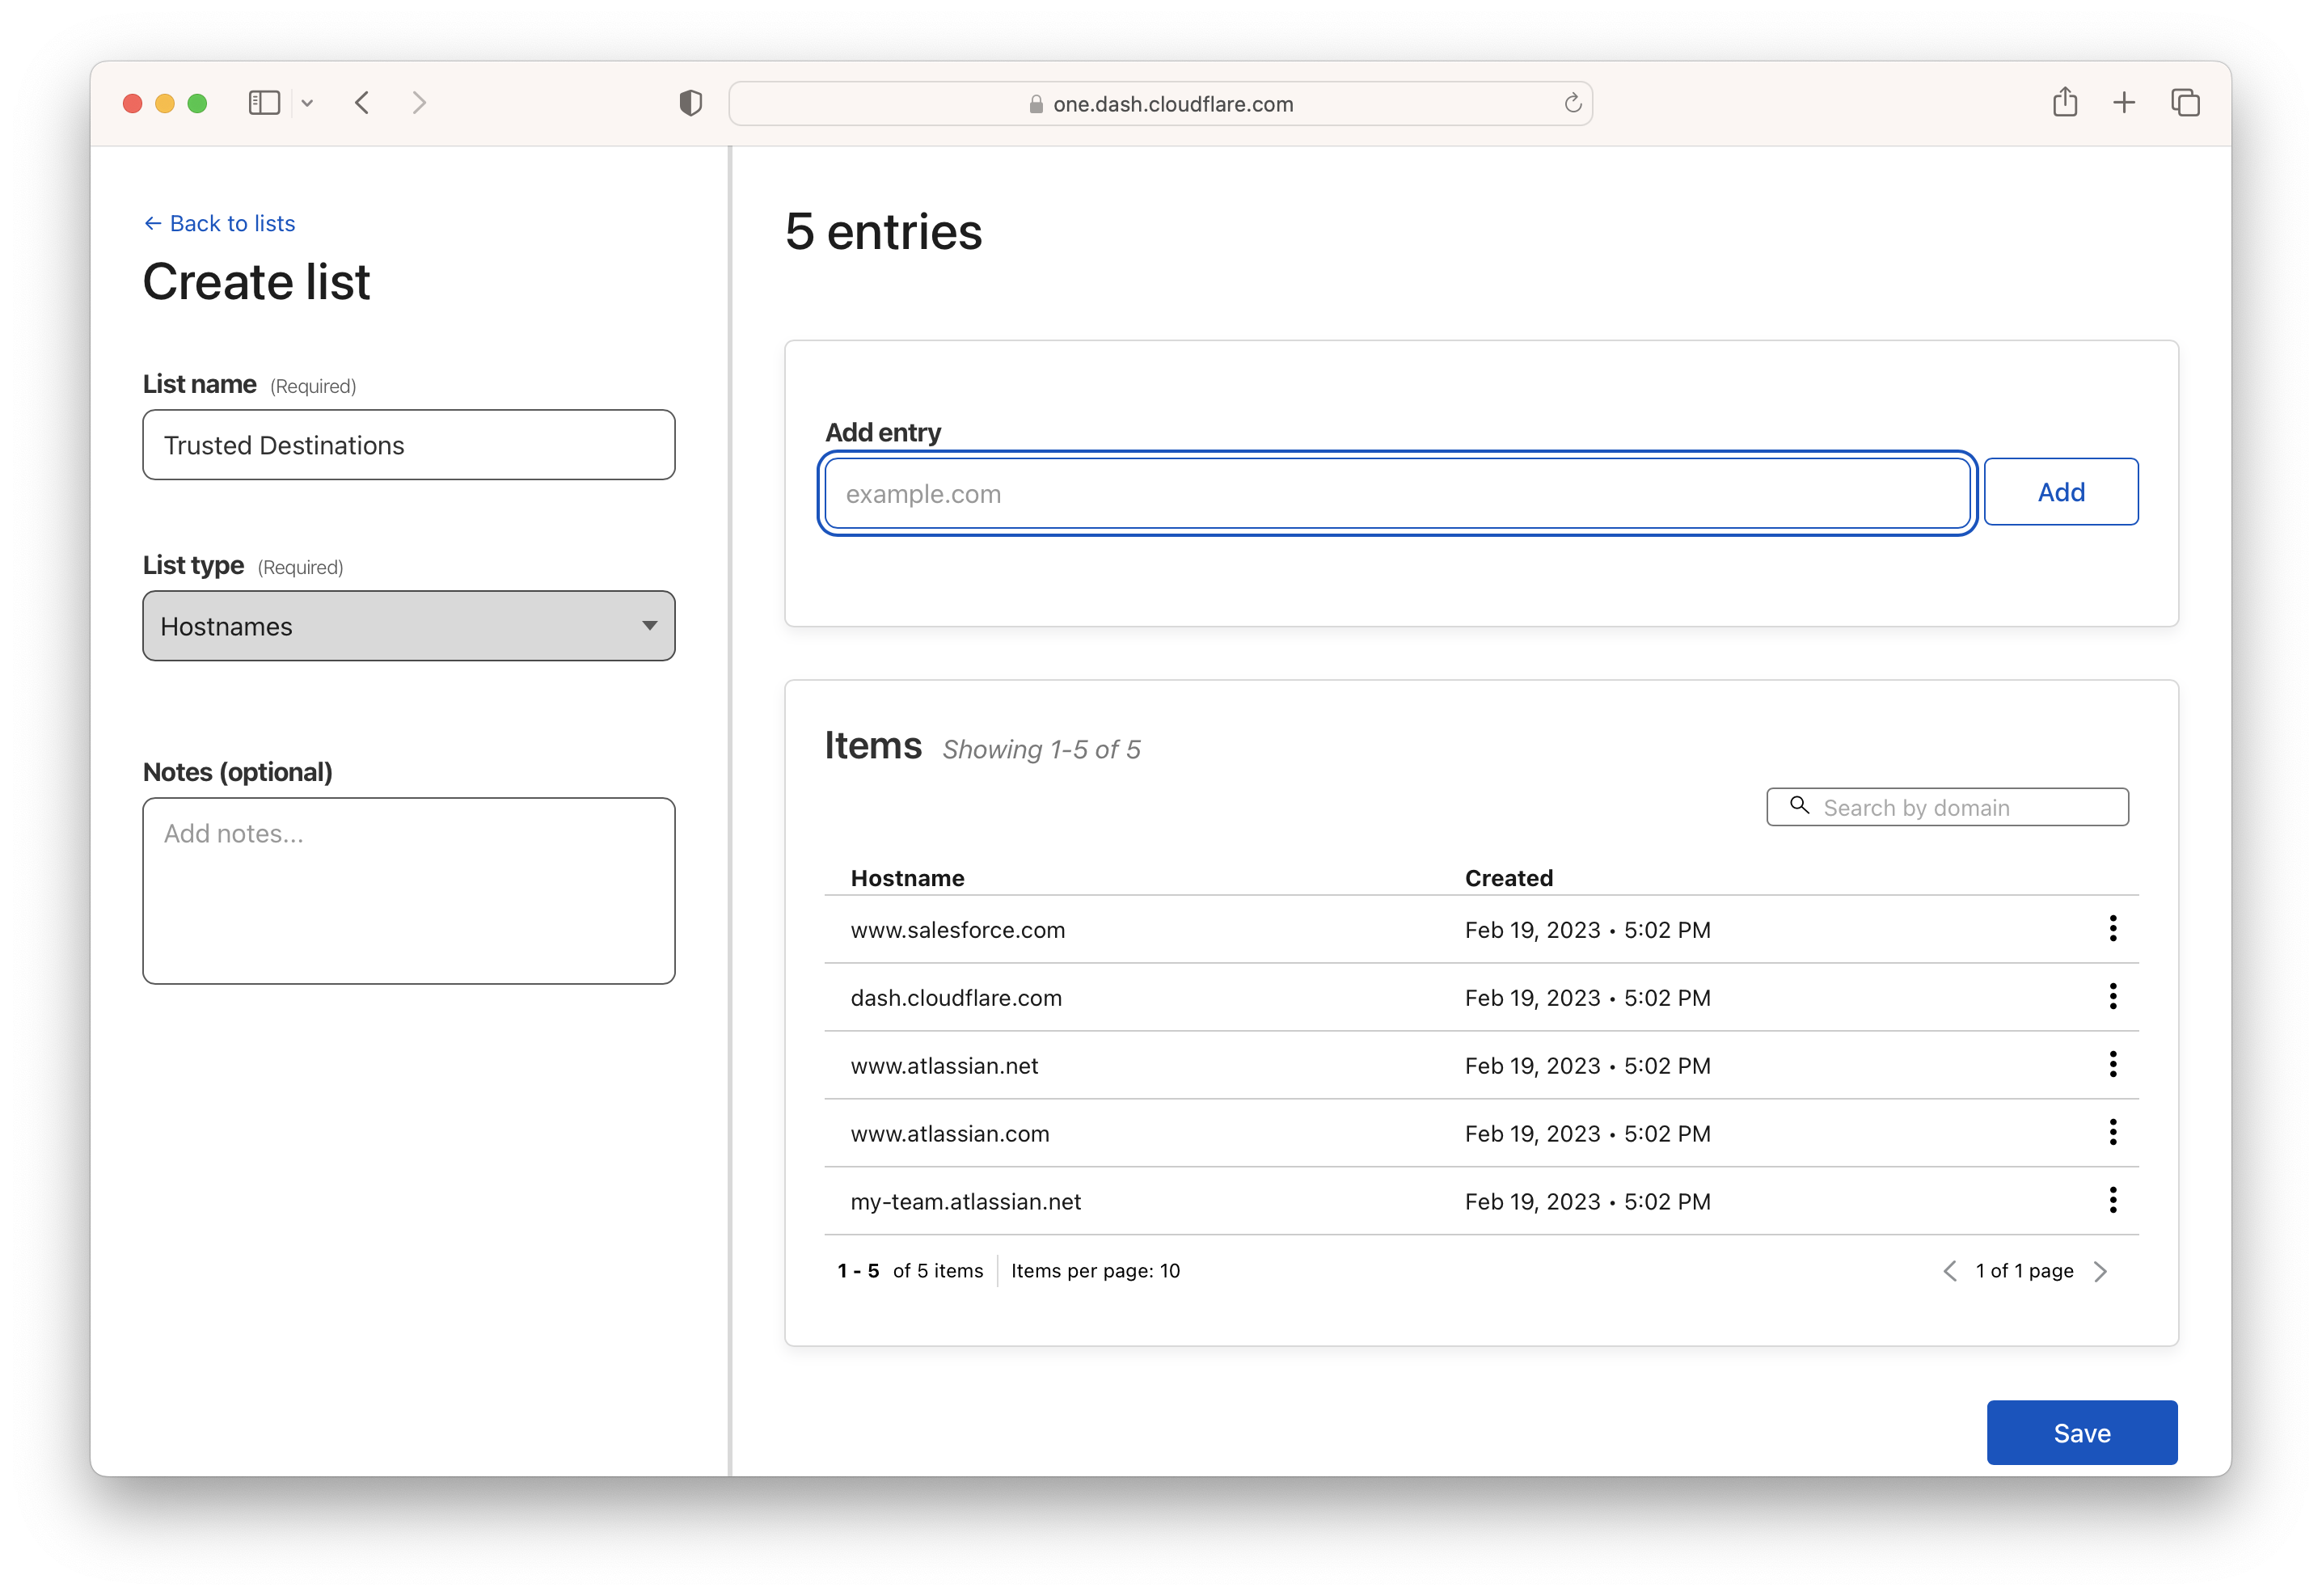 one.dash.cloudflare.com
← Back to lists
Create list
List name (Required)
Trusted Destinations
List type (Required)
Hostnames
Notes (optional)
Add notes...
5 entries
Add entry
example.com
Add
Items Showing 1-5 of 5
Search by domain
Hostname Created
www.salesforce.com Feb 19, 2023 • 5:02 PM
dash.cloudflare.com Feb 19, 2023 • 5:02 PM
www.atlassian.net Feb 19, 2023 • 5:02 PM
www.atlassian.com Feb 19, 2023 • 5:02 PM
my-team.atlassian.net Feb 19, 2023 • 5:02 PM
1 - 5 of 5 items Items per page: 10 1 of 1 page
Save